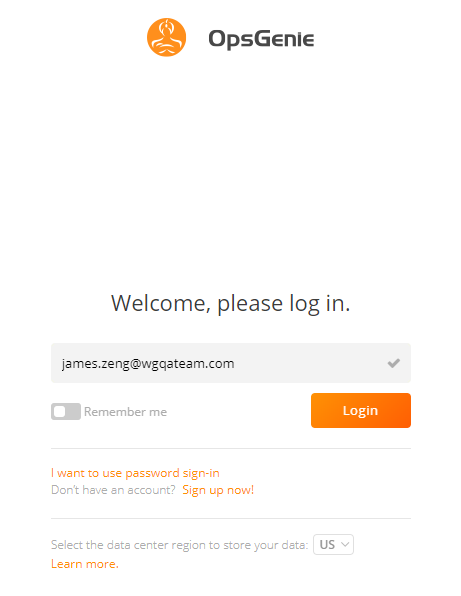 OpsGenie
Welcome, please log in.
james.zeng@wgqateam.com
Remember me
Login
I want to use password sign-in
Don't have an account? Sign up now!
Select the data center region to store your data: US
Learn more.